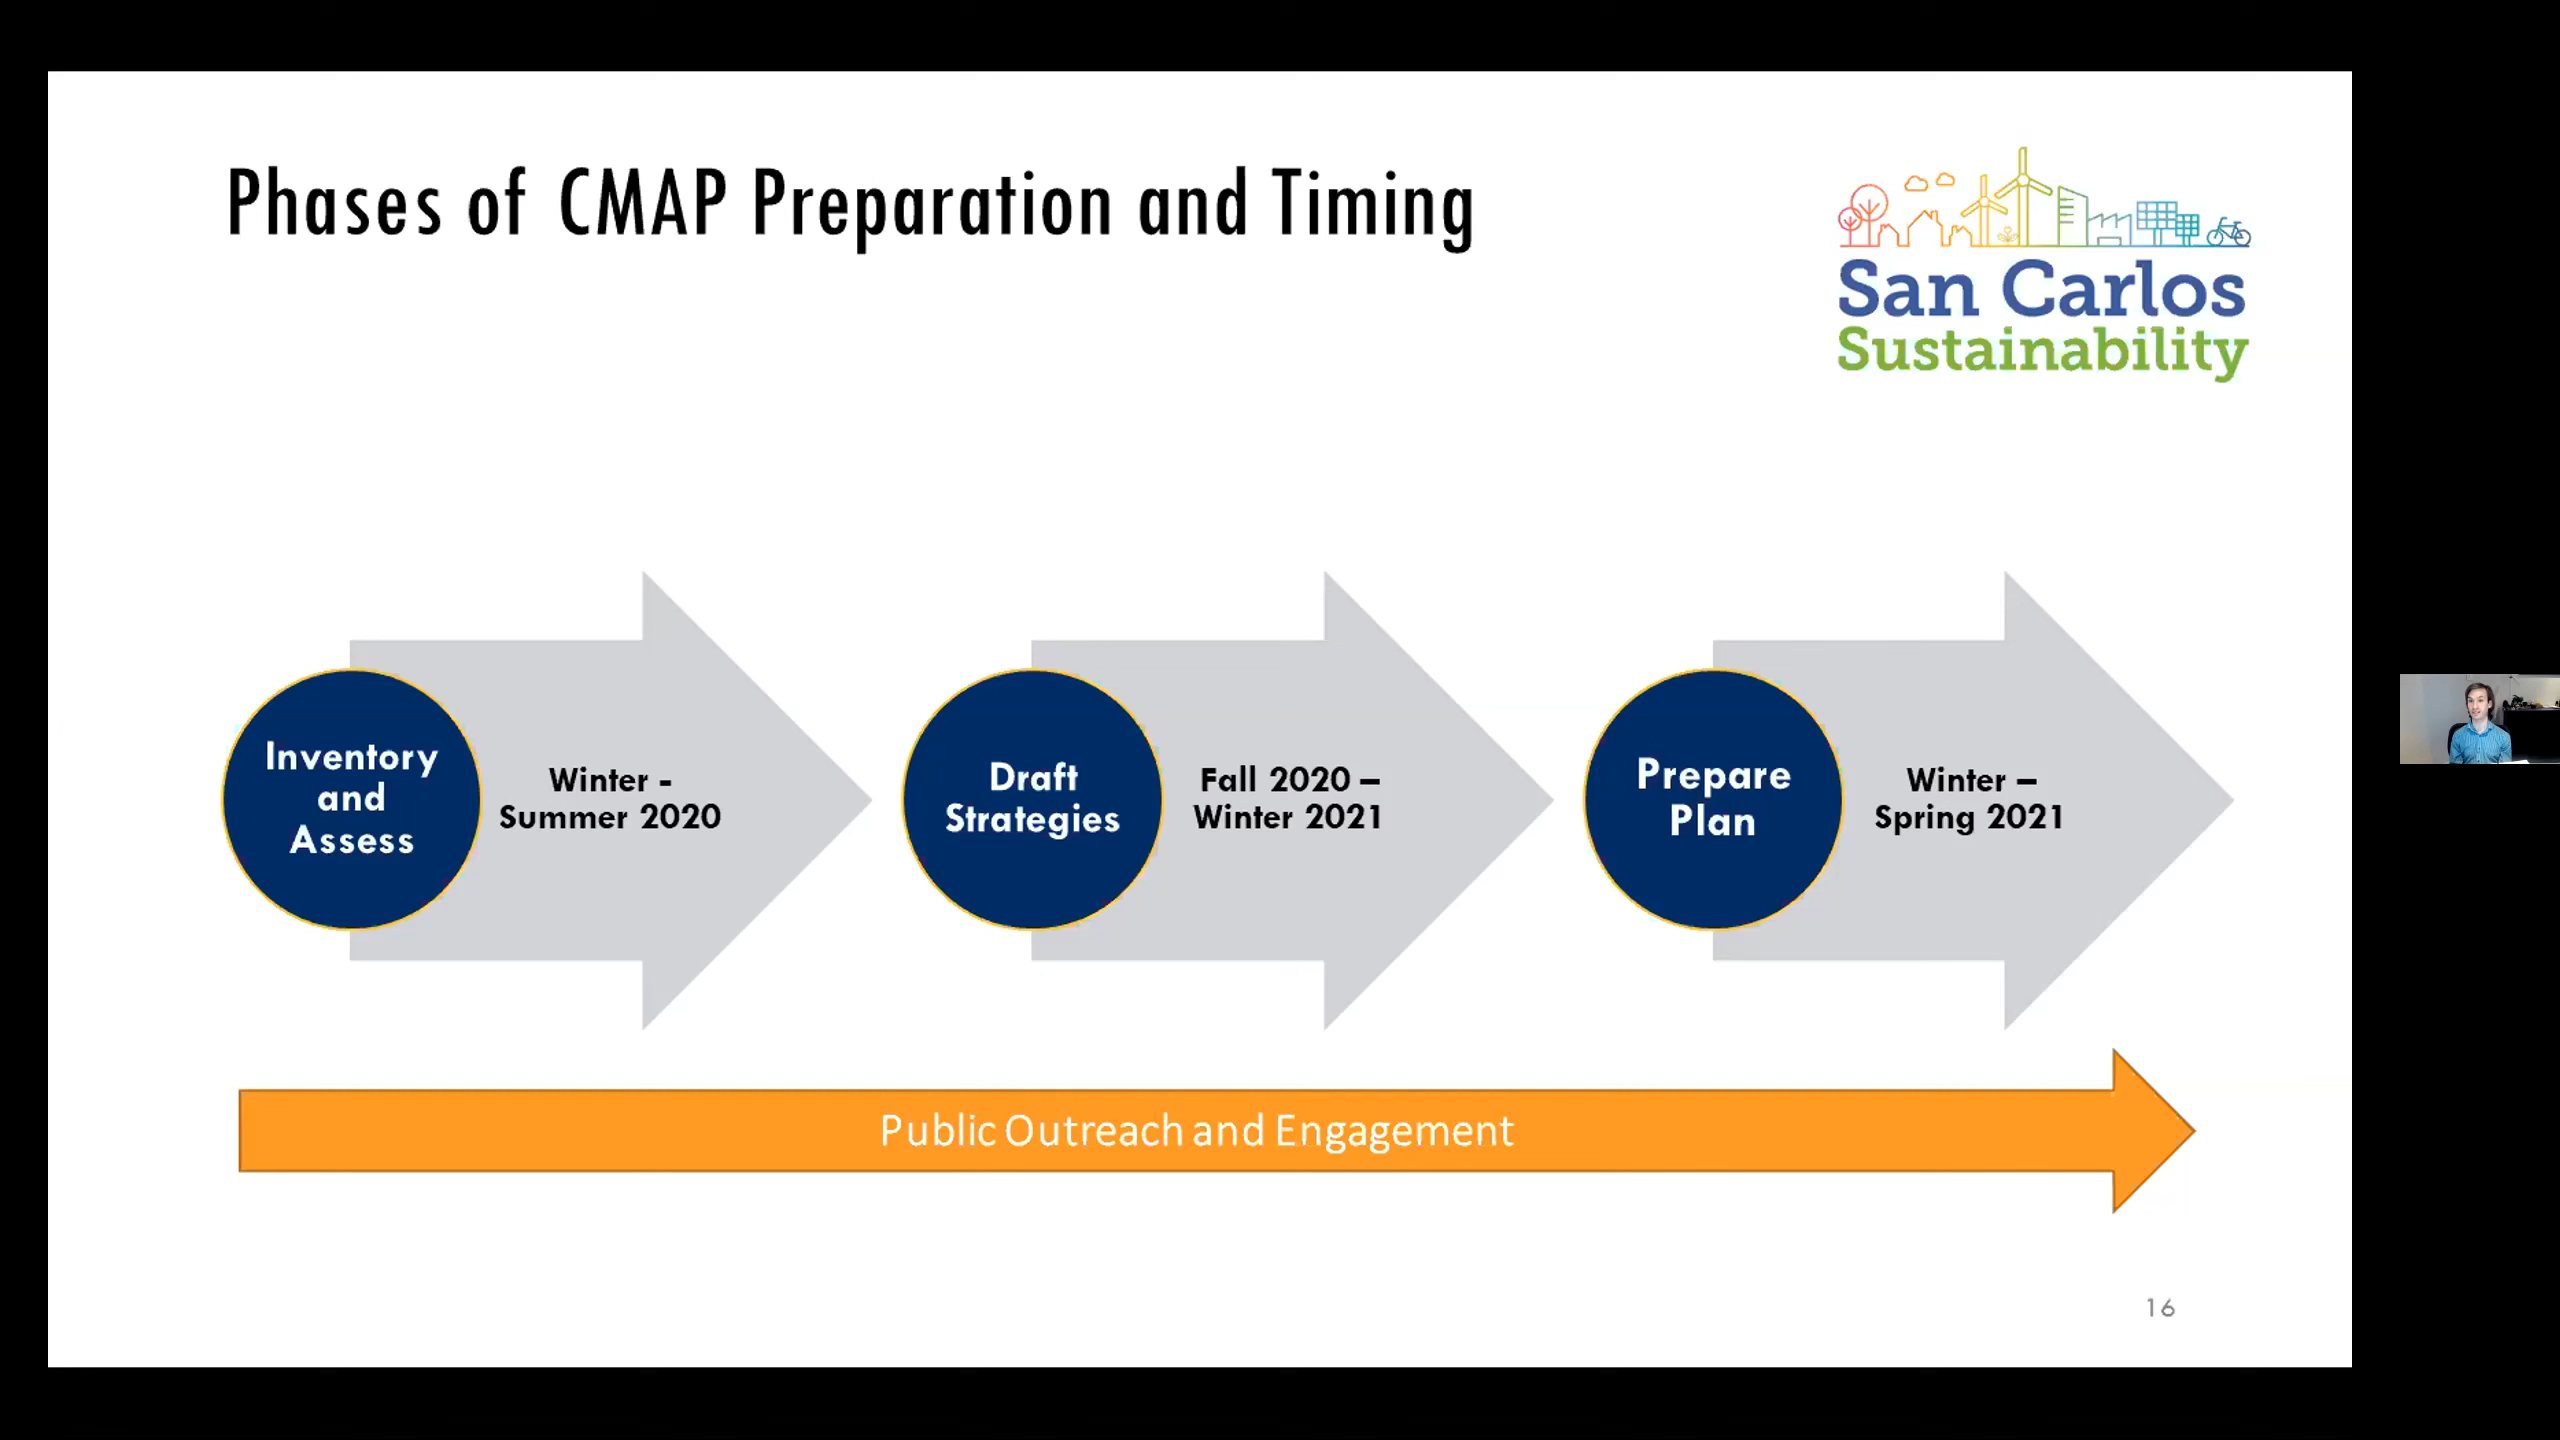 Phases of CMAP Preparation and Timing
San Carlos
Sustainability
Inventory
and
Assess
Winter -
Summer 2020
Draft
Strategies
Fall 2020 –
Winter 2021
Prepare
Plan
Winter –
Spring 2021
Public Outreach and Engagement
16